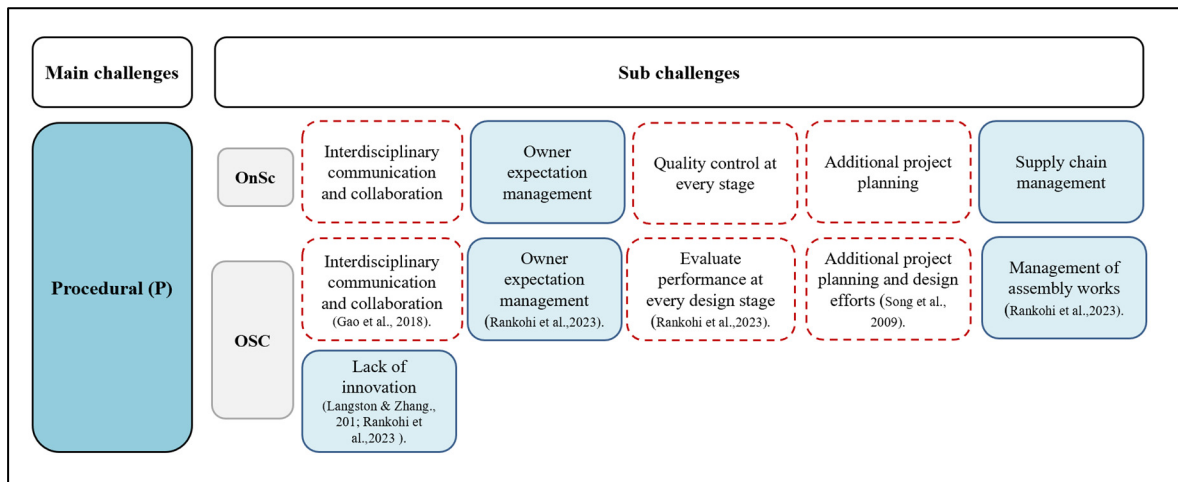 Main challenges
Sub challenges
Procedural (P)
OnSc
Interdisciplinary
communication
and collaboration
Owner
expectation
management
Quality control at
every stage
Additional project
planning
Supply chain
management
OSC
Interdisciplinary
communication
and collaboration
(Gao et al., 2018).
Owner
expectation
management
(Rankohi et al.,2023).
Evaluate
performance at
every design stage
(Rankohi et al.,2023).
Additional project
planning and design
efforts (Song et al.,
2009).
Management of
assembly works
(Rankohi et al.,2023).
Lack of
innovation
(Langston & Zhang.,
201; Rankohi et
al.,2023 ).